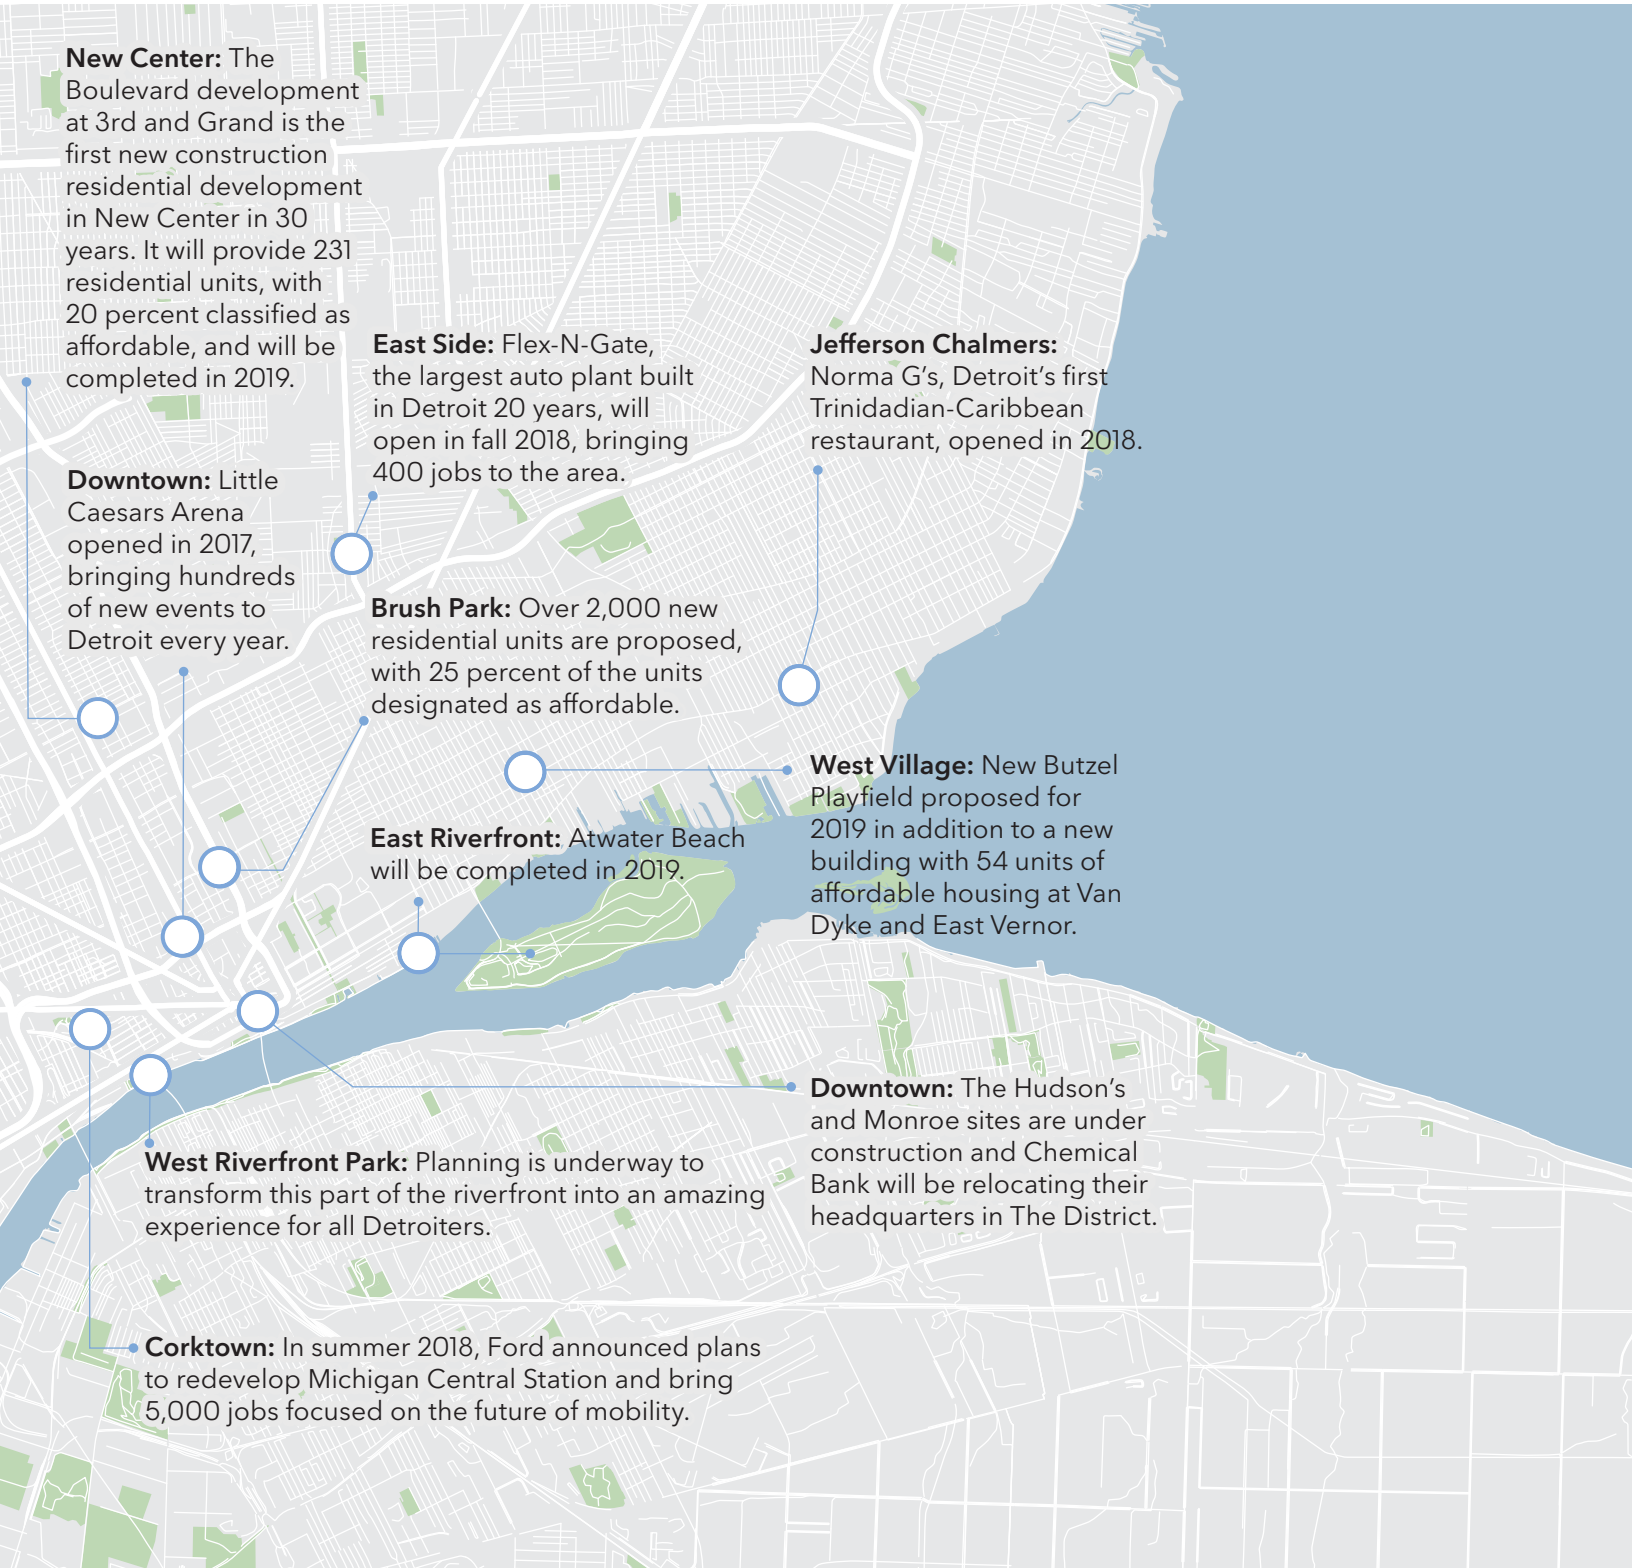 New Center: The
Boulevard development
at 3rd and Grand is the
first new construction
residential development
in New Center in 30
years. It will provide 231
residential units, with
20 percent classified as
affordable, and will be
completed in 2019.
East Side: Flex-N-Gate,
the largest auto plant built
in Detroit 20 years, will
open in fall 2018, bringing
400 jobs to the area.
Jefferson Chalmers:
Norma G's, Detroit's first
Trinidadian-Caribbean
restaurant, opened in 2018.
Downtown: Little
Caesars Arena
opened in 2017,
bringing hundreds
of new events to
Detroit every year.
Brush Park: Over 2,000 new
residential units are proposed,
with 25 percent of the units
designated as affordable.
West Village: New Butzel
Playfield proposed for
2019 in addition to a new
building with 54 units of
affordable housing at Van
Dyke and East Vernor.
East Riverfront: Atwater Beach
will be completed in 2019.
Downtown: The Hudson's
and Monroe sites are under
construction and Chemical
Bank will be relocating their
headquarters in The District.
West Riverfront Park: Planning is underway to
transform this part of the riverfront into an amazing
experience for all Detroiters.
Corktown: In summer 2018, Ford announced plans
to redevelop Michigan Central Station and bring
5,000 jobs focused on the future of mobility.